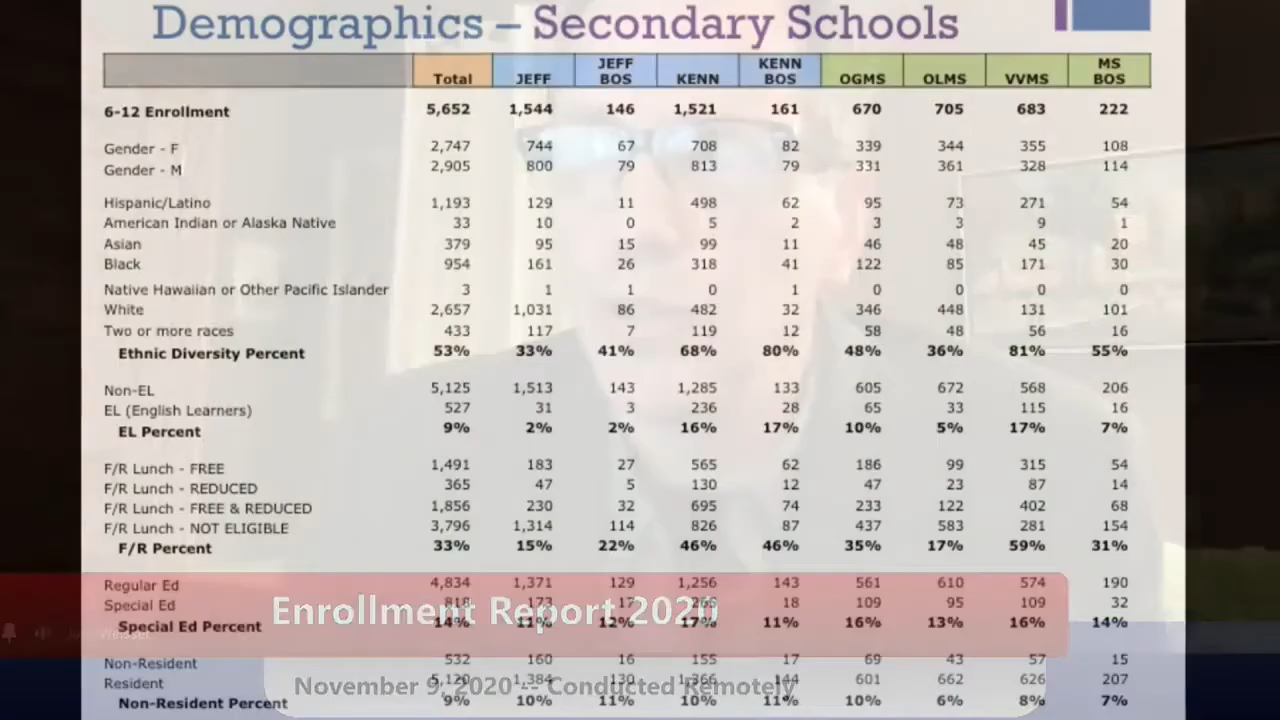 Demographics – Secondary Schools
Total JEFF JEFF BOS KENN KENN BOS OGMS OLMS VVMS MS BOS
6-12 Enrollment 5,652 1,544 146 1,521 161 670 705 683 222
Gender - F 2,747 744 67 708 82 339 344 355 108
Gender - M 2,905 800 79 813 79 331 361 328 114
Hispanic/Latino 1,193 129 11 498 62 95 73 271 54
American Indian or Alaska Native 33 10 0 5 2 3 3 9 1
Asian 379 95 15 99 11 46 48 45 20
Black 954 161 26 318 41 122 85 171 30
Native Hawaiian or Other Pacific Islander 3 1 1 0 1 0 0 0 0
White 2,657 1,031 86 482 32 346 448 131 101
Two or more races 433 117 7 119 12 58 48 56 16
Ethnic Diversity Percent 53% 33% 41% 68% 80% 48% 36% 81% 55%
Non-EL 5,125 1,513 143 1,285 133 605 672 568 206
EL (English Learners) 527 31 3 236 28 65 33 115 16
EL Percent 9% 2% 2% 16% 17% 10% 5% 17% 7%
F/R Lunch - FREE 1,491 183 27 565 62 186 99 315 54
F/R Lunch - REDUCED 365 47 5 130 12 47 23 87 14
F/R Lunch - FREE & REDUCED 1,856 230 32 695 74 233 122 402 68
F/R Lunch - NOT ELIGIBLE 3,796 1,314 114 826 87 437 583 281 154
F/R Percent 33% 15% 22% 46% 46% 35% 17% 59% 31%
Regular Ed 4,834 1,371 129 1,256 143 561 610 574 190
Special Ed 818 173 17 265 18 109 95 109 32
Enrollment Report 2020
Special Ed Percent 14% 11% 12% 17% 11% 16% 13% 16% 14%
Non-Resident 532 160 16 155 17 69 43 57 15
Resident 5,120 1,384 130 1,366 144 601 662 626 207
November 9, 2020 -- Conducted Remotely
Non-Resident Percent 9% 10% 11% 10% 11% 10% 6% 8% 7%